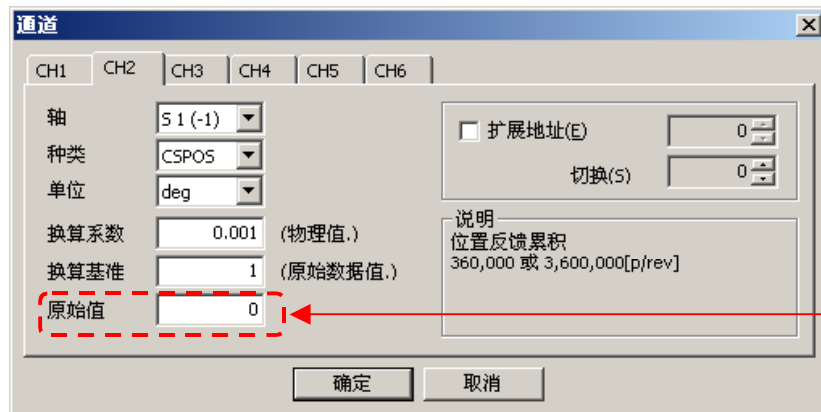 通道
CH1 CH2 CH3 CH4 CH5 CH6
轴 S 1 (-1)
种类 CSPOS
单位 deg
换算系数 0.001 (物理值.)
换算基准 1 (原始数据值.)
原始值 0
扩展地址(E) 0
切换(S) 0
说明
位置反馈累积
360,000 或 3,600,000[p/rev]
确定 取消